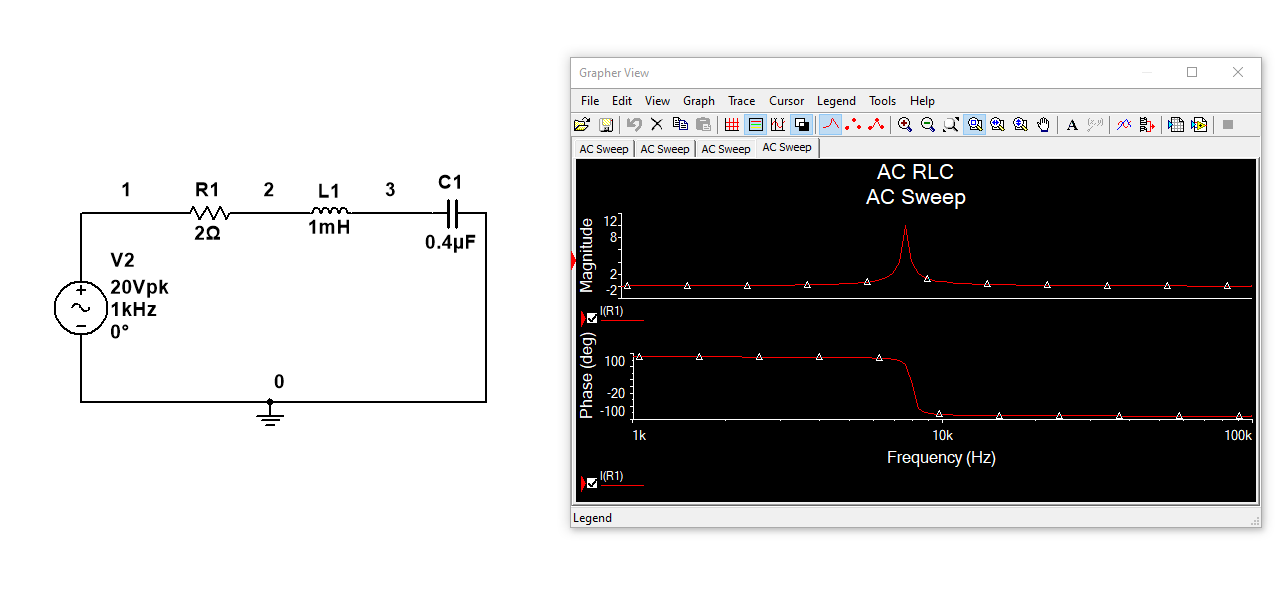 1
R1
2
L1
3
C1
2Ω
1mH
0.4µF
V2
20Vpk
1kHz
0°
0
Grapher View
File Edit View Graph Trace Cursor Legend Tools Help
A
AC Sweep AC Sweep AC Sweep AC Sweep
AC RLC
AC Sweep
Magnitude
12
8
2
-2
I(R1)
Phase (deg)
100
-20
-100
1k 10k 100k
Frequency (Hz)
I(R1)
Legend